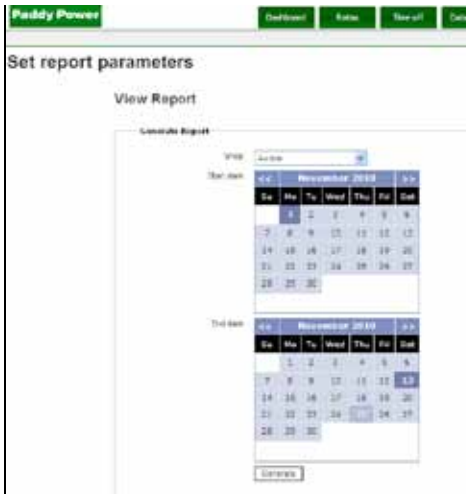 Paddy Power
Dashboard Rotas Time-off
Set report parameters
View Report
Generate Report
Shop
Start date
<< November 2010 >>
Su Mo Tu Wed Thu Fri Sat
1 2 3 4 5 6
7 8 9 10 11 12 13
14 15 16 17 18 19 20
21 22 23 24 25 26 27
28 29 30
End date
<< November 2010 >>
Su Mo Tu Wed Thu Fri Sat
1 2 3 4 5 6
7 8 9 10 11 12 13
14 15 16 17 18 19 20
21 22 23 24 25 26 27
28 29 30
Generate